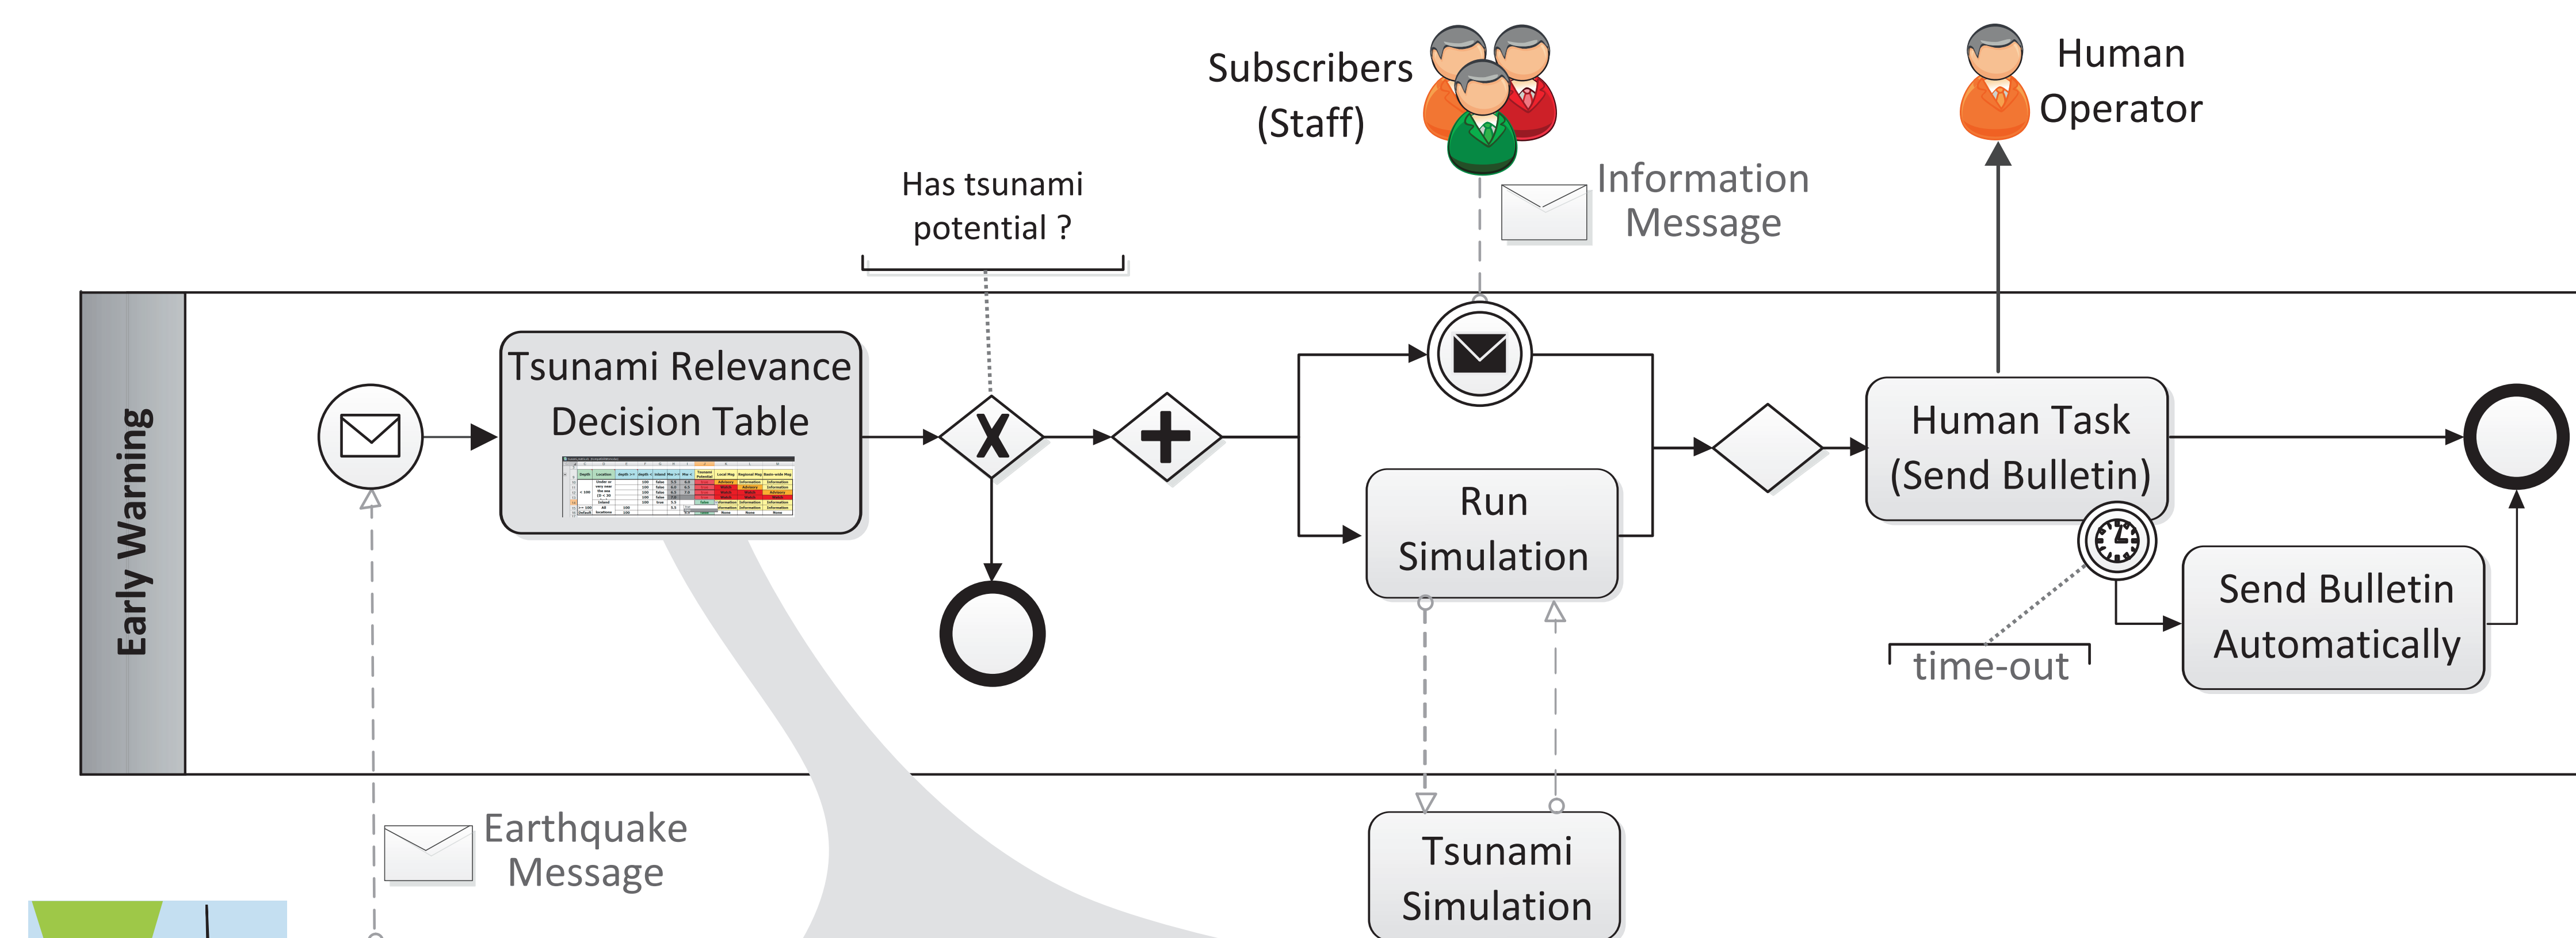 Subscribers
(Staff)
Human
Operator
Information
Message
Has tsunami
potential ?
Early Warning
Tsunami Relevance
Decision Table
X
Human Task
(Send Bulletin)
Run
Simulation
Send Bulletin
Automatically
time-out
Earthquake
Message
Tsunami
Simulation